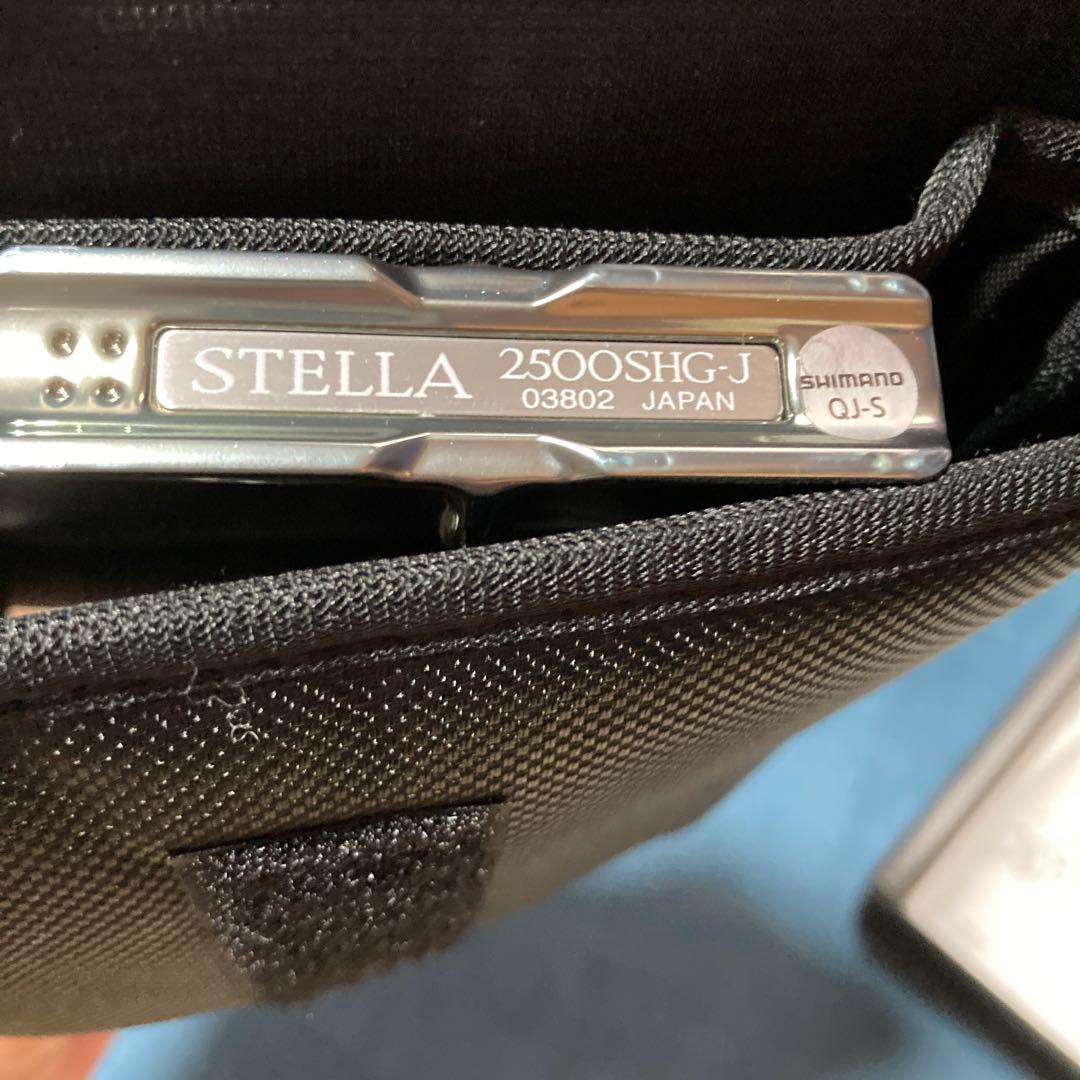 STELLA 2500SHG-J
03802 JAPAN
SHIMANO
QJ-S